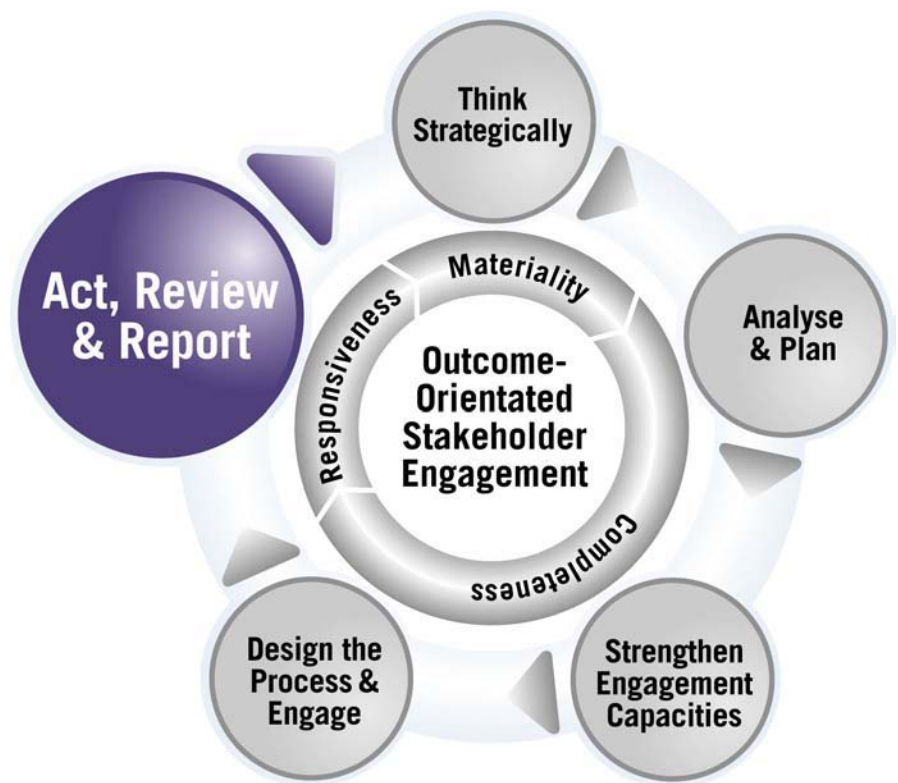 Think
Strategically
Act, Review
& Report
Analyse
& Plan
Strengthen
Engagement
Capacities
Design the
Process &
Engage
Materiality
Completeness
Responsiveness
Outcome-
Orientated
Stakeholder
Engagement